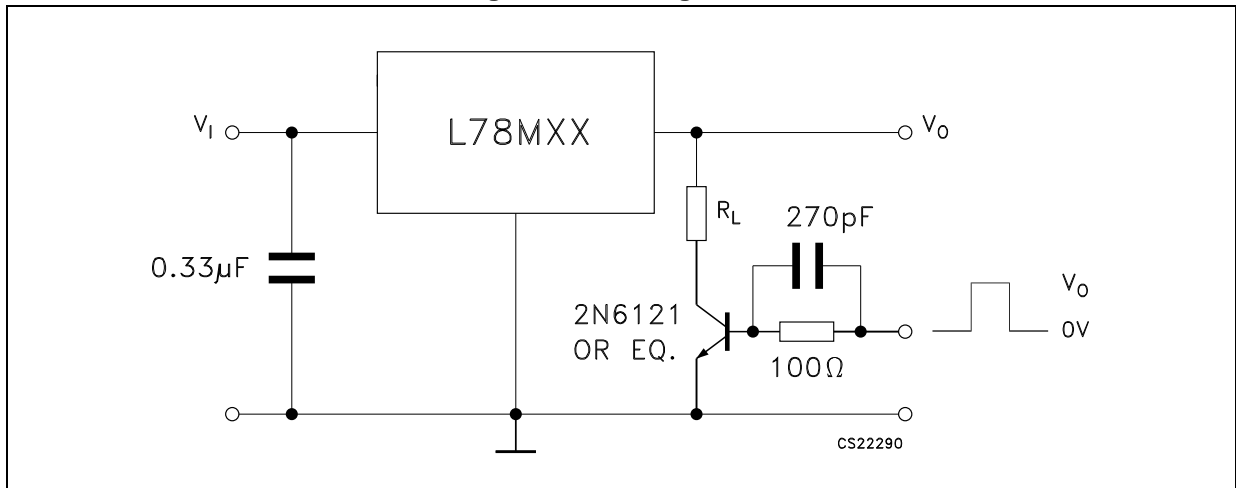 V_I
L78MXX
V_O
R_L
270pF
0.33µF
2N6121
OR EQ.
100Ω
V_O
0V
CS22290